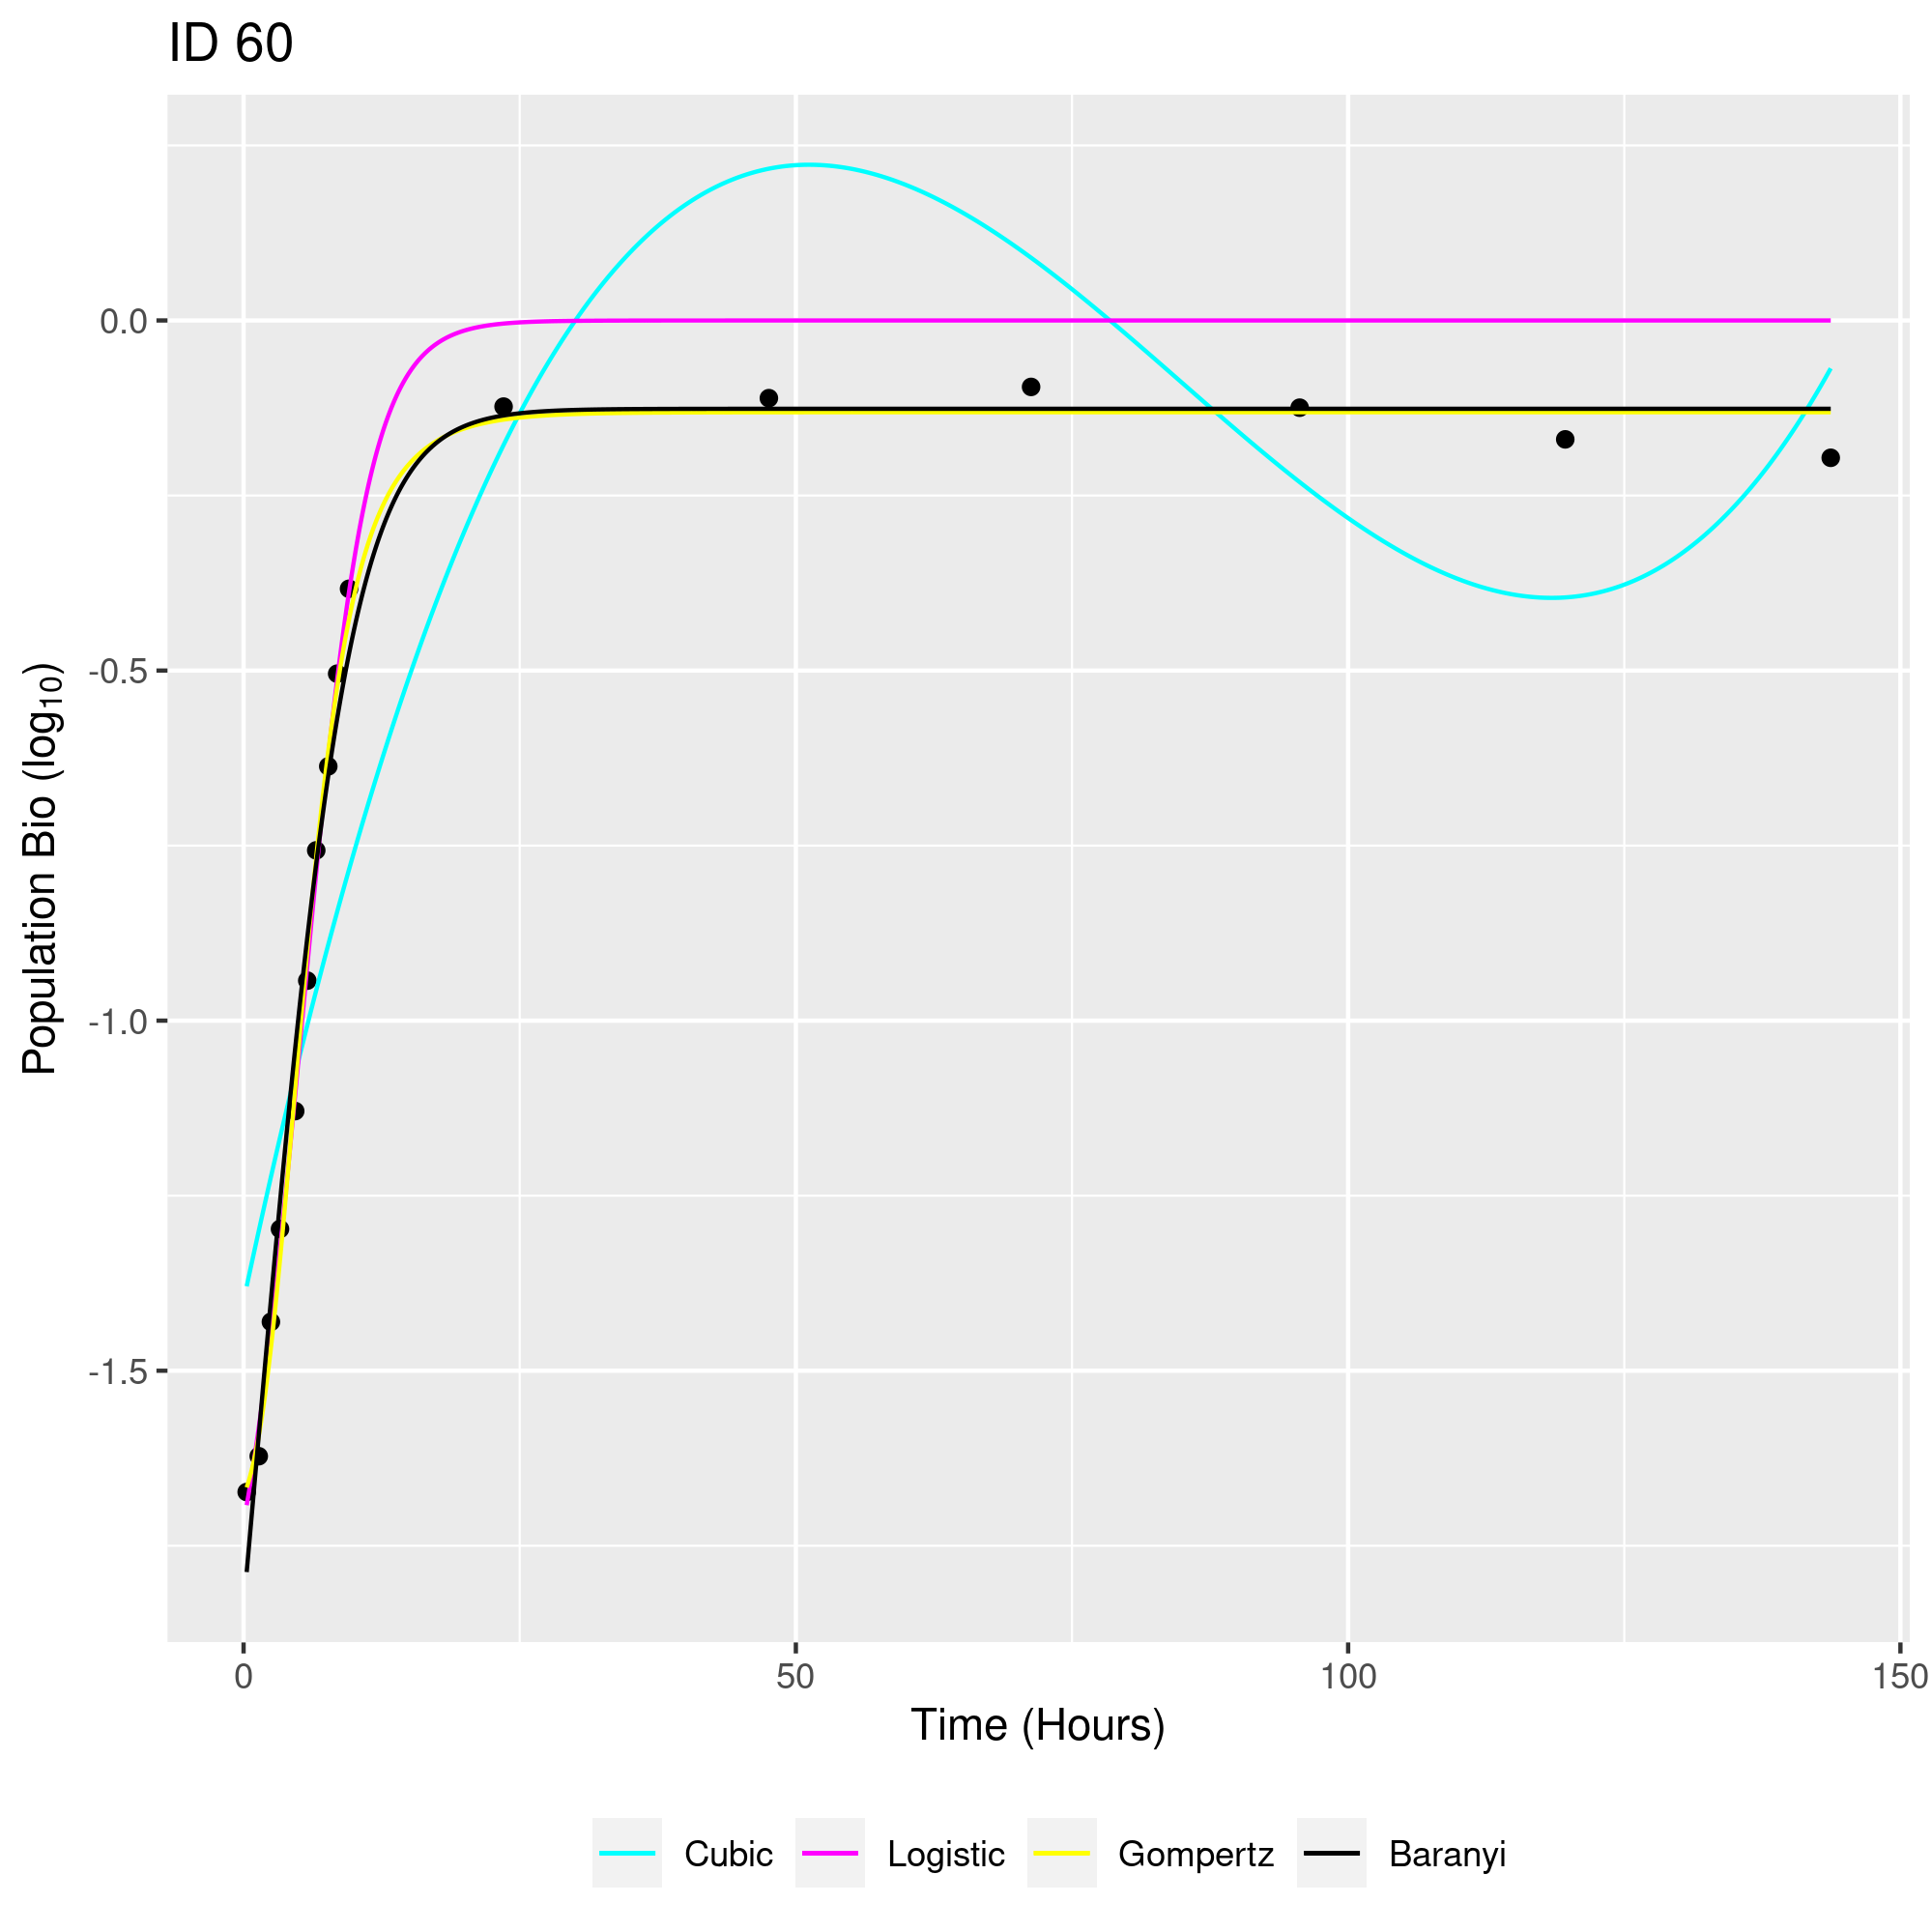 ID 60
Population Bio (log₁₀)
0.0
-0.5
-1.0
-1.5
0 50 100 150
Time (Hours)
Cubic Logistic Gompertz Baranyi